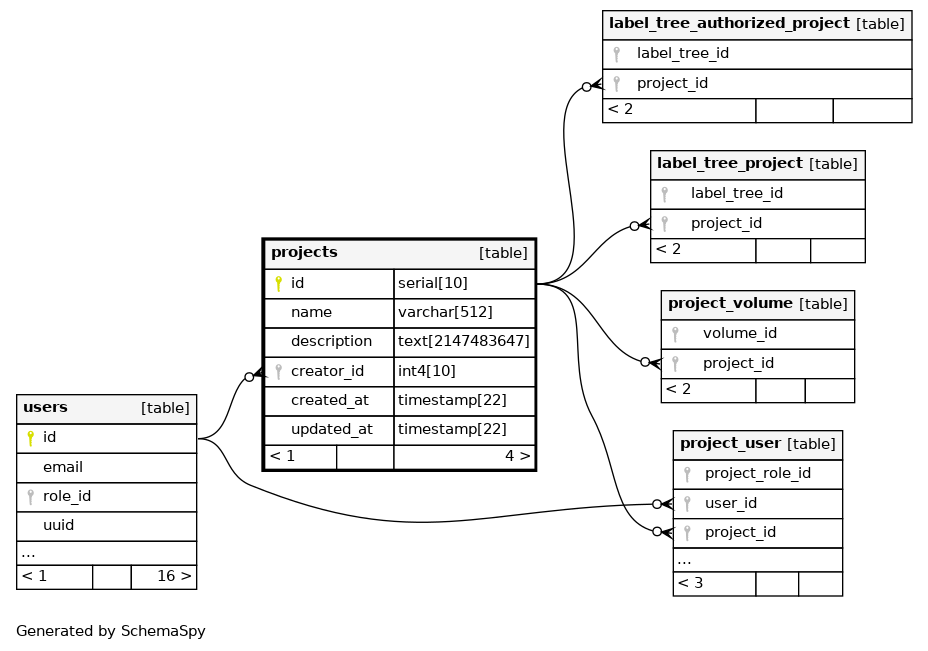 label_tree_authorized_project [table]
label_tree_id
project_id
< 2
label_tree_project [table]
label_tree_id
project_id
< 2
projects [table]
id serial[10]
name varchar[512]
description text[2147483647]
creator_id int4[10]
created_at timestamp[22]
updated_at timestamp[22]
< 1 4 >
project_volume [table]
volume_id
project_id
< 2
users [table]
id
email
role_id
uuid
...
< 1 16 >
project_user [table]
project_role_id
user_id
project_id
...
< 3
Generated by SchemaSpy